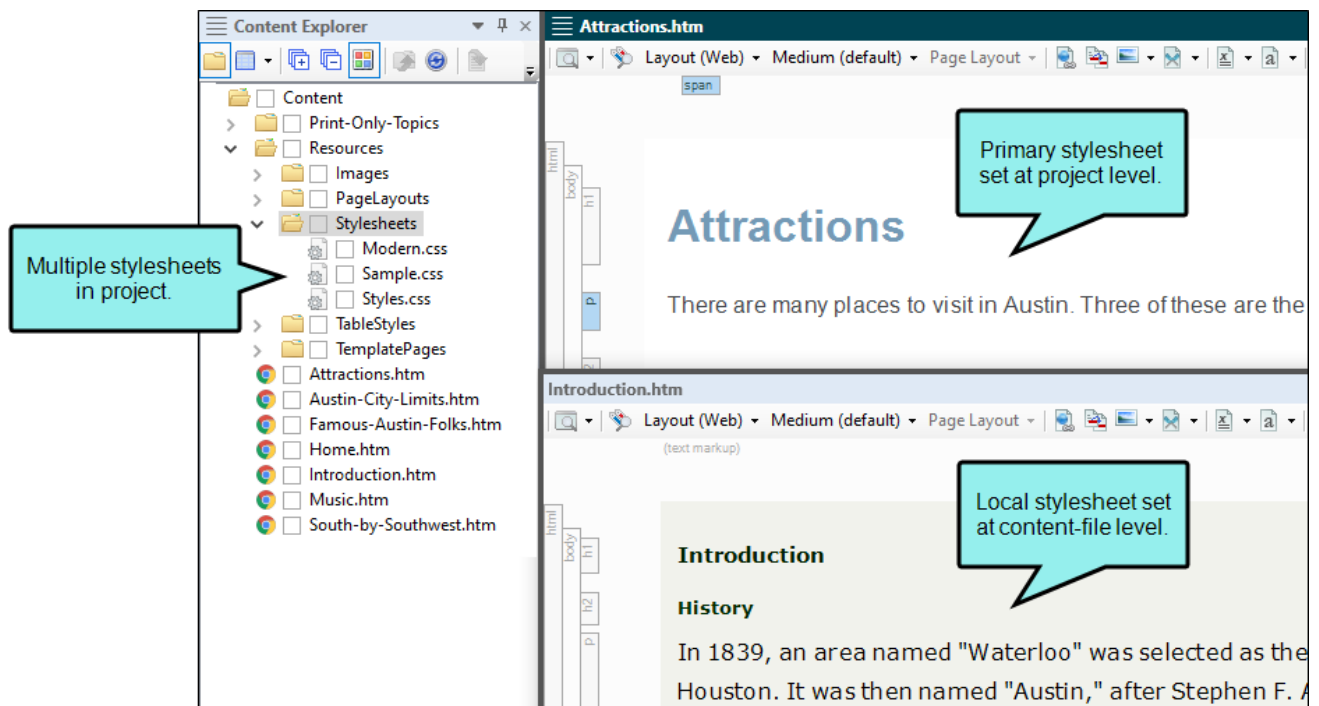 Content Explorer
Content
Print-Only-Topics
Resources
Images
PageLayouts
Stylesheets
Modern.css
Sample.css
Styles.css
TableStyles
TemplatePages
Attractions.htm
Austin-City-Limits.htm
Famous-Austin-Folks.htm
Home.htm
Introduction.htm
Music.htm
South-by-Southwest.htm
Multiple stylesheets
in project.
Attractions.htm
Layout (Web) Medium (default) Page Layout
span
html
body
h1
Attractions
Primary stylesheet
set at project level.
p
There are many places to visit in Austin. Three of these are the
Introduction.htm
Layout (Web) Medium (default) Page Layout
(text markup)
html
body
h1
Introduction
Local stylesheet set
at content-file level.
h2
History
p
In 1839, an area named "Waterloo" was selected as the
Houston. It was then named "Austin," after Stephen F.